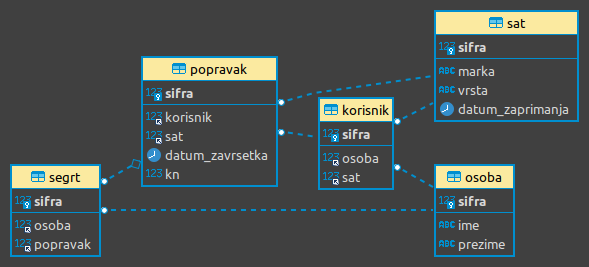 sat
123 sifra
ABC marka
ABC vrsta
datum_zaprimanja
popravak
123 sifra
123 korisnik
123 sat
datum_zavrsetka
123 kn
korisnik
123 sifra
123 osoba
123 sat
segrt
123 sifra
123 osoba
123 popravak
osoba
123 sifra
ABC ime
ABC prezime